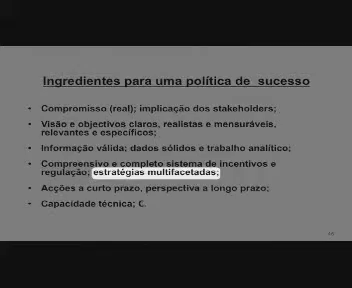 Ingredientes para uma política de sucesso
• Compromisso (real); implicação dos stakeholders;
• Visão e objectivos claros, realistas e mensuráveis,
relevantes e específicos;
• Informação válida; dados sólidos e trabalho analítico;
• Compreensivo e completo sistema de incentivos e
regulação; estratégias multifacetadas;
• Acções a curto prazo, perspectiva a longo prazo;
• Capacidade técnica; €.